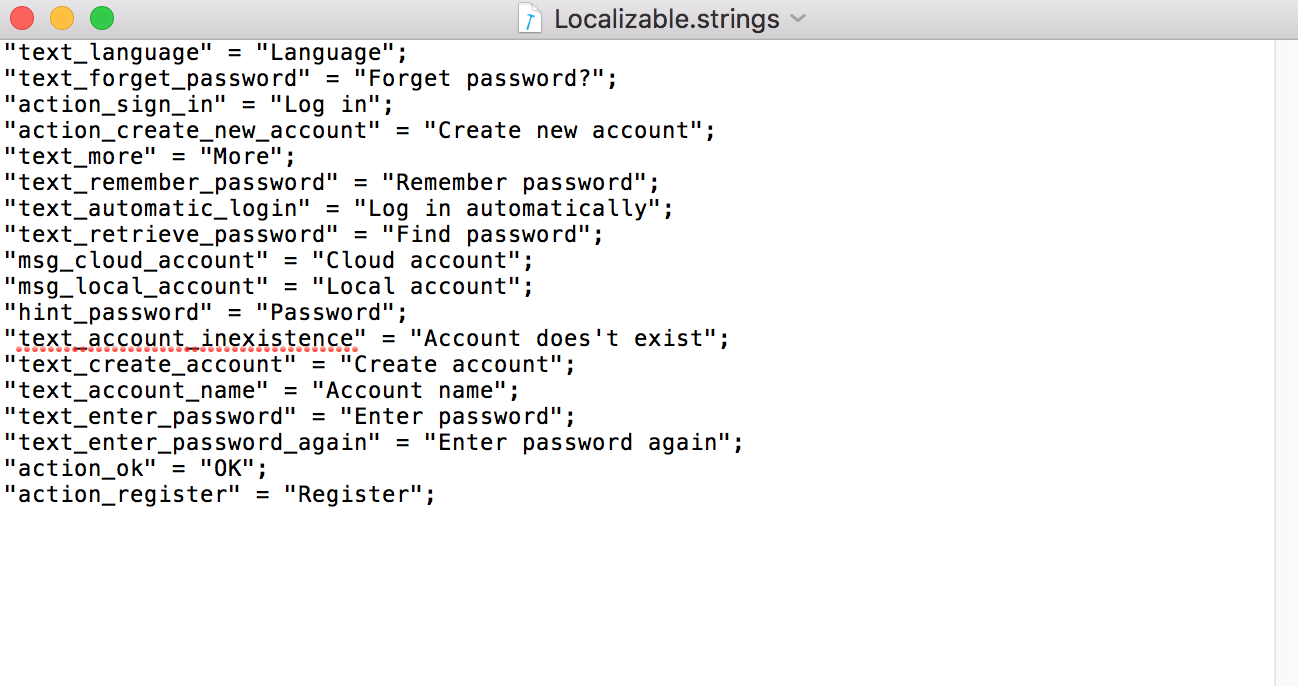 Localizable.strings
"text_language" = "Language";
"text_forget_password" = "Forget password?";
"action_sign_in" = "Log in";
"action_create_new_account" = "Create new account";
"text_more" = "More";
"text_remember_password" = "Remember password";
"text_automatic_login" = "Log in automatically";
"text_retrieve_password" = "Find password";
"msg_cloud_account" = "Cloud account";
"msg_local_account" = "Local account";
"hint_password" = "Password";
"text_account_inexistence" = "Account does't exist";
"text_create_account" = "Create account";
"text_account_name" = "Account name";
"text_enter_password" = "Enter password";
"text_enter_password_again" = "Enter password again";
"action_ok" = "OK";
"action_register" = "Register";